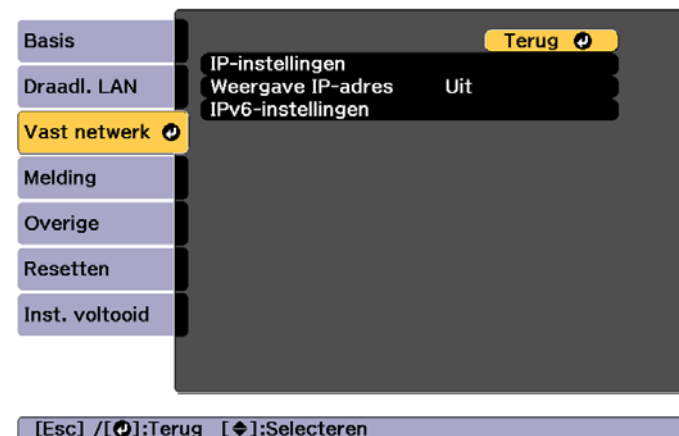 Basis
Draadl. LAN
Vast netwerk
Melding
Overige
Resetten
Inst. voltooid
Terug
IP-instellingen
Weergave IP-adres Uit
IPv6-instellingen
[Esc] /[]:Terug []:Selecteren